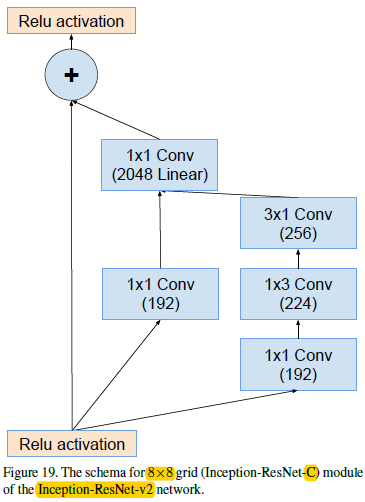 Relu activation
+
1x1 Conv
(2048 Linear)
3x1 Conv
(256)
1x1 Conv
(192)
1x3 Conv
(224)
1x1 Conv
(192)
Relu activation
Figure 19. The schema for 8×8 grid (Inception-ResNet-C) module
of the Inception-ResNet-v2 network.